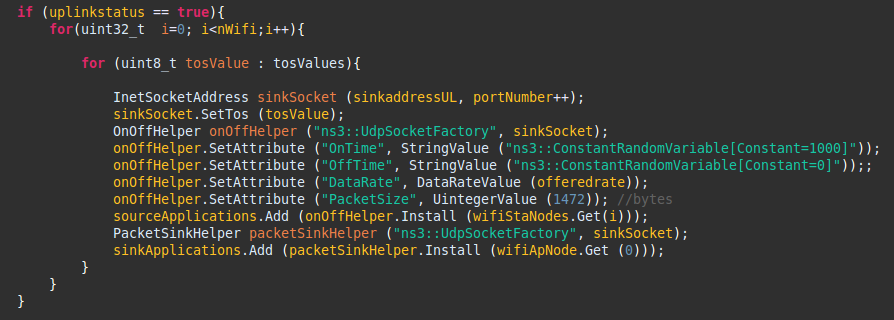 if (uplinkstatus == true){
for(uint32_t  i=0; i<nWifi;i++){
for (uint8_t tosValue : tosValues){
InetSocketAddress sinkSocket (sinkaddressUL, portNumber++);
sinkSocket.SetTos (tosValue);
OnOffHelper onOffHelper ("ns3::UdpSocketFactory", sinkSocket);
onOffHelper.SetAttribute ("OnTime", StringValue ("ns3::ConstantRandomVariable[Constant=1000]"));
onOffHelper.SetAttribute ("OffTime", StringValue ("ns3::ConstantRandomVariable[Constant=0]"));;
onOffHelper.SetAttribute ("DataRate", DataRateValue (offeredrate));
onOffHelper.SetAttribute ("PacketSize", UintegerValue (1472)); //bytes
sourceApplications.Add (onOffHelper.Install (wifiStaNodes.Get(i)));
PacketSinkHelper packetSinkHelper ("ns3::UdpSocketFactory", sinkSocket);
sinkApplications.Add (packetSinkHelper.Install (wifiApNode.Get (0)));
}
}
}